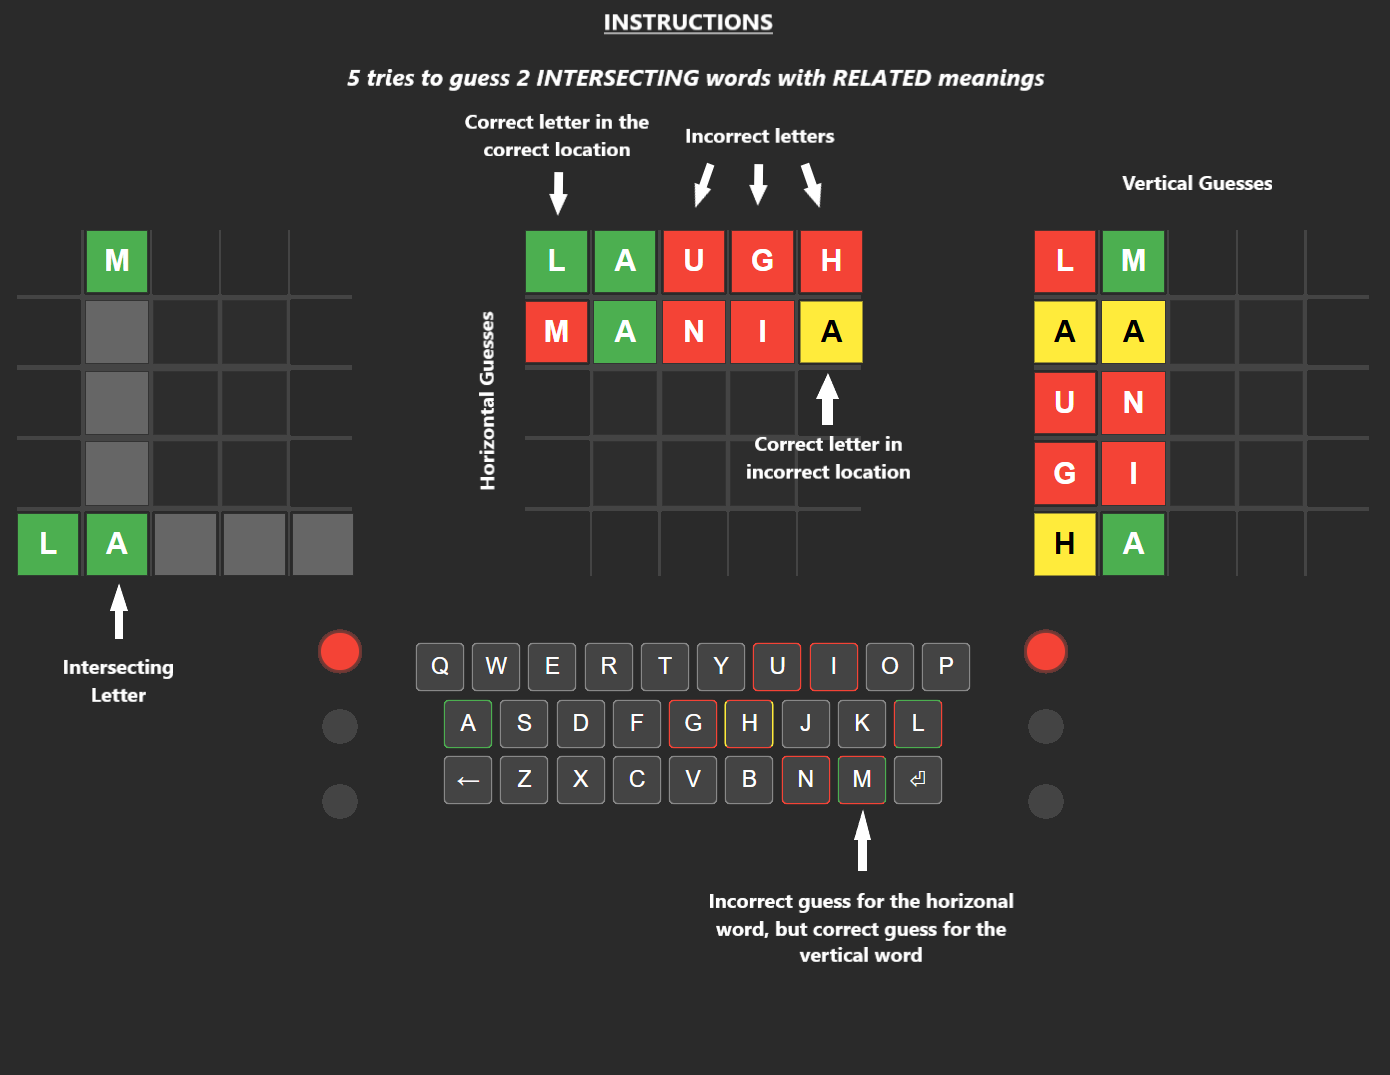 INSTRUCTIONS
5 tries to guess 2 INTERSECTING words with RELATED meanings
Correct letter in the
correct location
Incorrect letters
Vertical Guesses
M
L A U G H
L M
Horizontal Guesses
M A N I A
A A
U N
Correct letter in
incorrect location
G I
L A
H A
Intersecting
Letter
Q W E R T Y U I O P
A S D F G H J K L
← Z X C V B N M ⏎
Incorrect guess for the horizonal
word, but correct guess for the
vertical word